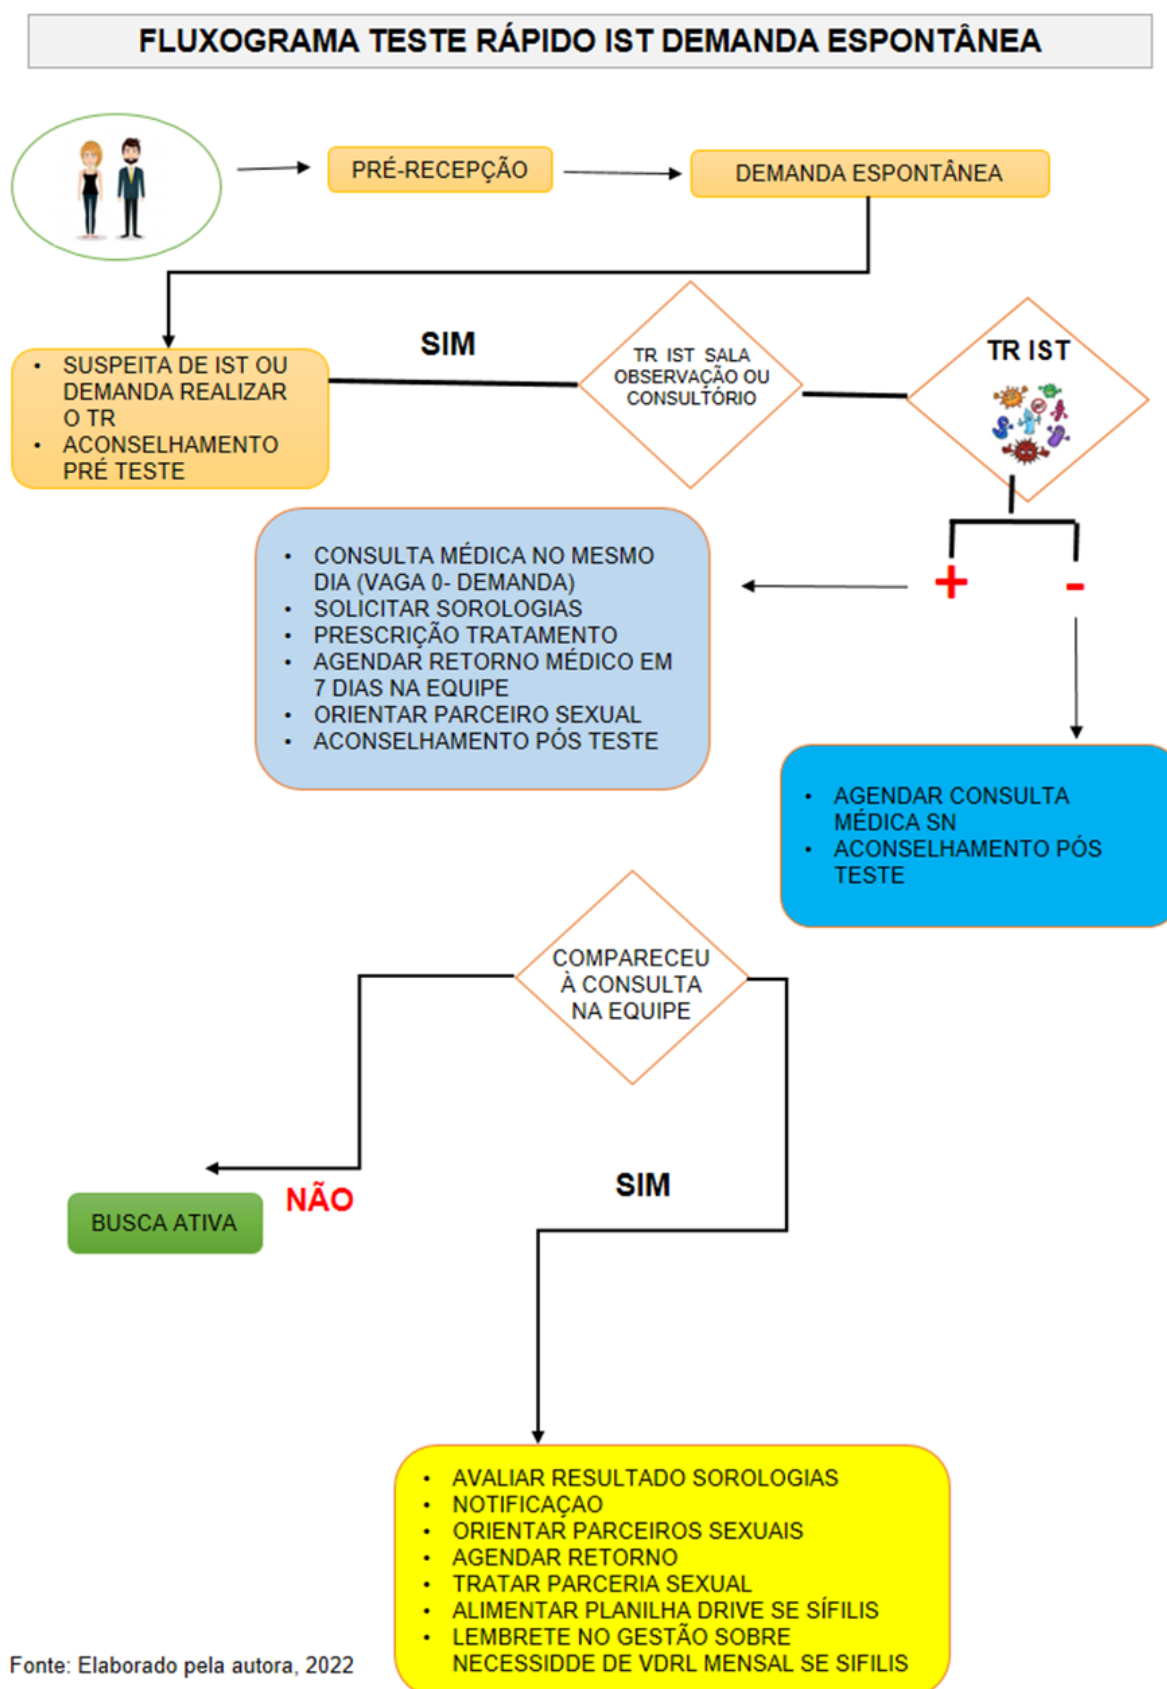 FLUXOGRAMA TESTE RÁPIDO IST DEMANDA ESPONTÂNEA
PRÉ-RECEPÇÃO
DEMANDA ESPONTÂNEA
• SUSPEITA DE IST OU
DEMANDA REALIZAR
O TR
• ACONSELHAMENTO
PRÉ TESTE
SIM
TR IST SALA
OBSERVAÇÃO OU
CONSULTÓRIO
TR IST
+
-
• CONSULTA MÉDICA NO MESMO
DIA (VAGA 0- DEMANDA)
• SOLICITAR SOROLOGIAS
• PRESCRIÇÃO TRATAMENTO
• AGENDAR RETORNO MÉDICO EM
7 DIAS NA EQUIPE
• ORIENTAR PARCEIRO SEXUAL
• ACONSELHAMENTO PÓS TESTE
• AGENDAR CONSULTA
MÉDICA SN
• ACONSELHAMENTO PÓS
TESTE
COMPARECEU
À CONSULTA
NA EQUIPE
NÃO
SIM
BUSCA ATIVA
• AVALIAR RESULTADO SOROLOGIAS
• NOTIFICAÇAO
• ORIENTAR PARCEIROS SEXUAIS
• AGENDAR RETORNO
• TRATAR PARCERIA SEXUAL
• ALIMENTAR PLANILHA DRIVE SE SÍFILIS
• LEMBRETE NO GESTÃO SOBRE
NECESSIDDE DE VDRL MENSAL SE SIFILIS
Fonte: Elaborado pela autora, 2022